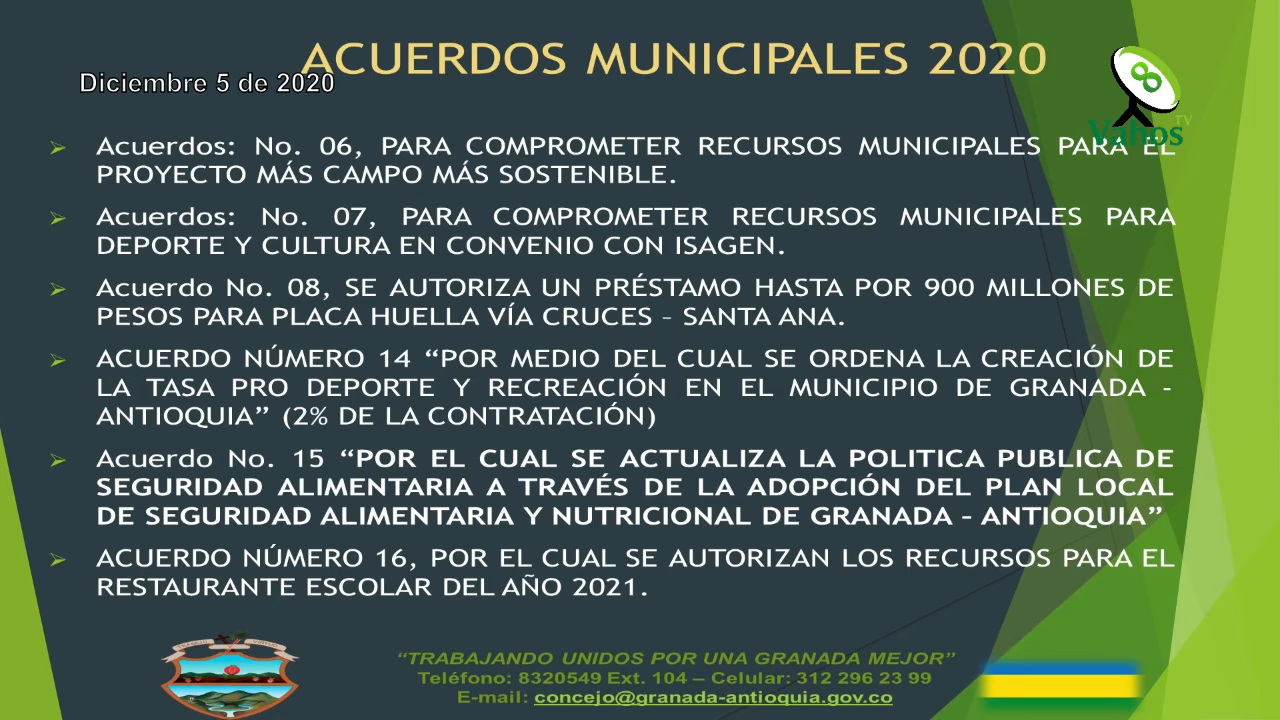 ACUERDOS MUNICIPALES 2020
Diciembre 5 de 2020
8
TV
Vahos
Acuerdos: No. 06, PARA COMPROMETER RECURSOS MUNICIPALES PARA EL
PROYECTO MÁS CAMPO MÁS SOSTENIBLE.
Acuerdos: No. 07, PARA COMPROMETER RECURSOS MUNICIPALES PARA
DEPORTE Y CULTURA EN CONVENIO CON ISAGEN.
Acuerdo No. 08, SE AUTORIZA UN PRÉSTAMO HASTA POR 900 MILLONES DE
PESOS PARA PLACA HUELLA VÍA CRUCES – SANTA ANA.
ACUERDO NÚMERO 14 “POR MEDIO DEL CUAL SE ORDENA LA CREACIÓN DE
LA TASA PRO DEPORTE Y RECREACIÓN EN EL MUNICIPIO DE GRANADA -
ANTIOQUIA” (2% DE LA CONTRATACIÓN)
Acuerdo No. 15 “POR EL CUAL SE ACTUALIZA LA POLITICA PUBLICA DE
SEGURIDAD ALIMENTARIA A TRAVÉS DE LA ADOPCIÓN DEL PLAN LOCAL
DE SEGURIDAD ALIMENTARIA Y NUTRICIONAL DE GRANADA – ANTIOQUIA”
ACUERDO NÚMERO 16, POR EL CUAL SE AUTORIZAN LOS RECURSOS PARA EL
RESTAURANTE ESCOLAR DEL AÑO 2021.
“TRABAJANDO UNIDOS POR UNA GRANADA MEJOR”
Teléfono: 8320549 Ext. 104 – Celular: 312 296 23 99
E-mail: concejo@granada-antioquia.gov.co